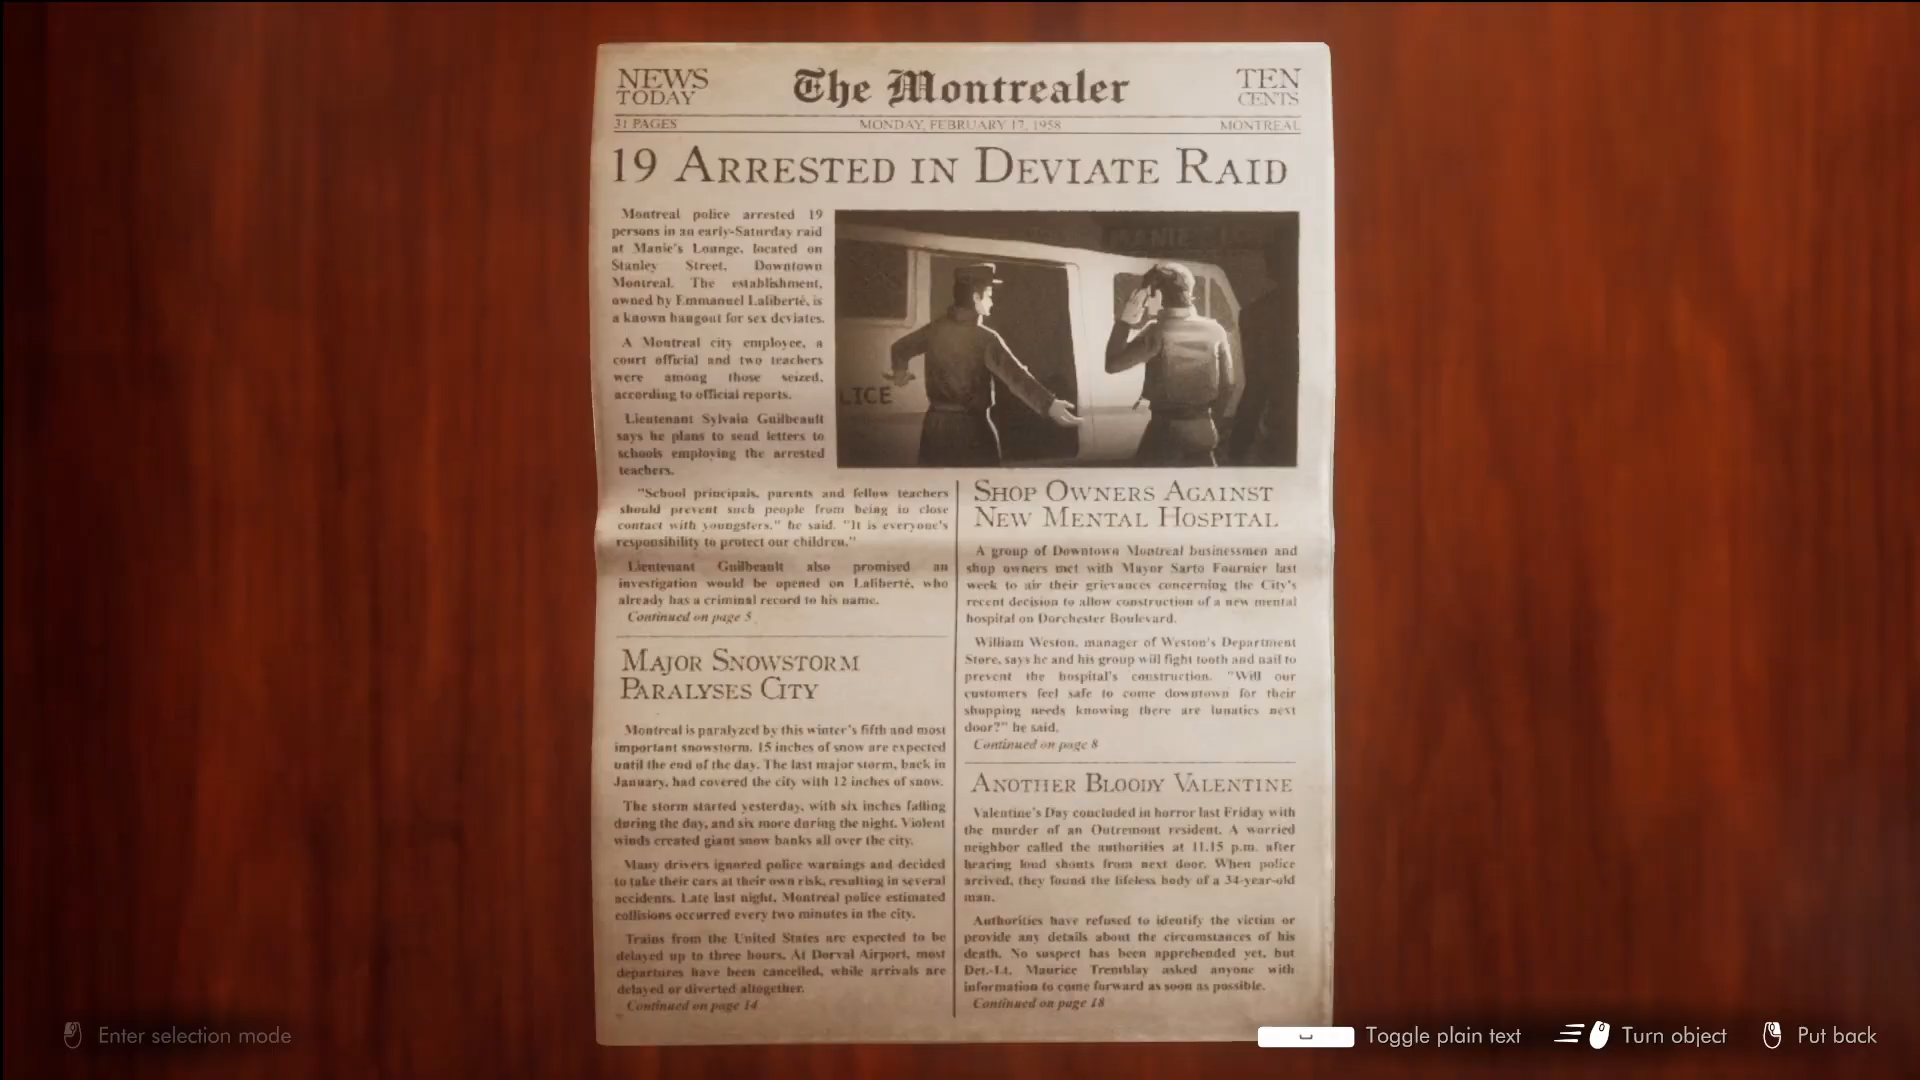 NEWS
TODAY
The Montrealer
TEN
CENTS
31 PAGES
MONDAY, FEBRUARY 17, 1958
MONTREAL
19 ARRESTED IN DEVIATE RAID
Montreal police arrested 19
persons in an early-Saturday raid
at Manie's Lounge, located on
Stanley Street, Downtown
Montreal. The establishment,
owned by Emmanuel Laliberté, is
a known hangout for sex deviates.
A Montreal city employee, a
court official and two teachers
were among those seized,
according to official reports.
Lieutenant Sylvain Guilbeault
says he plans to send letters to
schools employing the arrested
teachers.
"School principals, parents and fellow teachers
should prevent such people from being in close
contact with youngsters," he said. "It is everyone's
responsibility to protect our children."
Lieutenant Guilbeault also promised an
investigation would be opened on Laliberté, who
already has a criminal record to his name.
Continued on page 5
MANIE'S
LICE
MAJOR SNOWSTORM
PARALYSES CITY
Montreal is paralyzed by this winter's fifth and most
important snowstorm. 15 inches of snow are expected
until the end of the day. The last major storm, back in
January, had covered the city with 12 inches of snow.
The storm started yesterday, with six inches falling
during the day, and six more during the night. Violent
winds created giant snow banks all over the city.
Many drivers ignored police warnings and decided
to take their cars at their own risk, resulting in several
accidents. Late last night, Montreal police estimated
collisions occurred every two minutes in the city.
Trains from the United States are expected to be
delayed up to three hours. At Dorval Airport, most
departures have been cancelled, while arrivals are
delayed or diverted altogether.
Continued on page 14
SHOP OWNERS AGAINST
NEW MENTAL HOSPITAL
A group of Downtown Montreal businessmen and
shop owners met with Mayor Sarto Fournier last
week to air their grievances concerning the City's
recent decision to allow construction of a new mental
hospital on Dorchester Boulevard.
William Weston, manager of Weston's Department
Store, says he and his group will fight tooth and nail to
prevent the hospital's construction. "Will our
customers feel safe to come downtown for their
shopping needs knowing there are lunatics next
door?" he said.
Continued on page 8
ANOTHER BLOODY VALENTINE
Valentine's Day concluded in horror last Friday with
the murder of an Outremont resident. A worried
neighbor called the authorities at 11.15 p.m. after
hearing loud shouts from next door. When police
arrived, they found the lifeless body of a 34-year-old
man.
Authorities have refused to identify the victim or
provide any details about the circumstances of his
death. No suspect has been apprehended yet, but
Det.-Lt. Maurice Tremblay asked anyone with
information to come forward as soon as possible.
Continued on page 18
Enter selection mode
Toggle plain text
Turn object
Put back